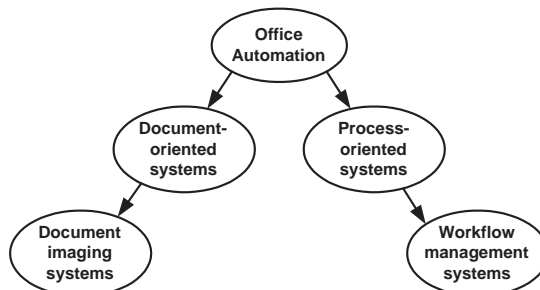 Office
Automation
Document-
oriented
systems
Process-
oriented
systems
Document
imaging
systems
Workflow
management
systems